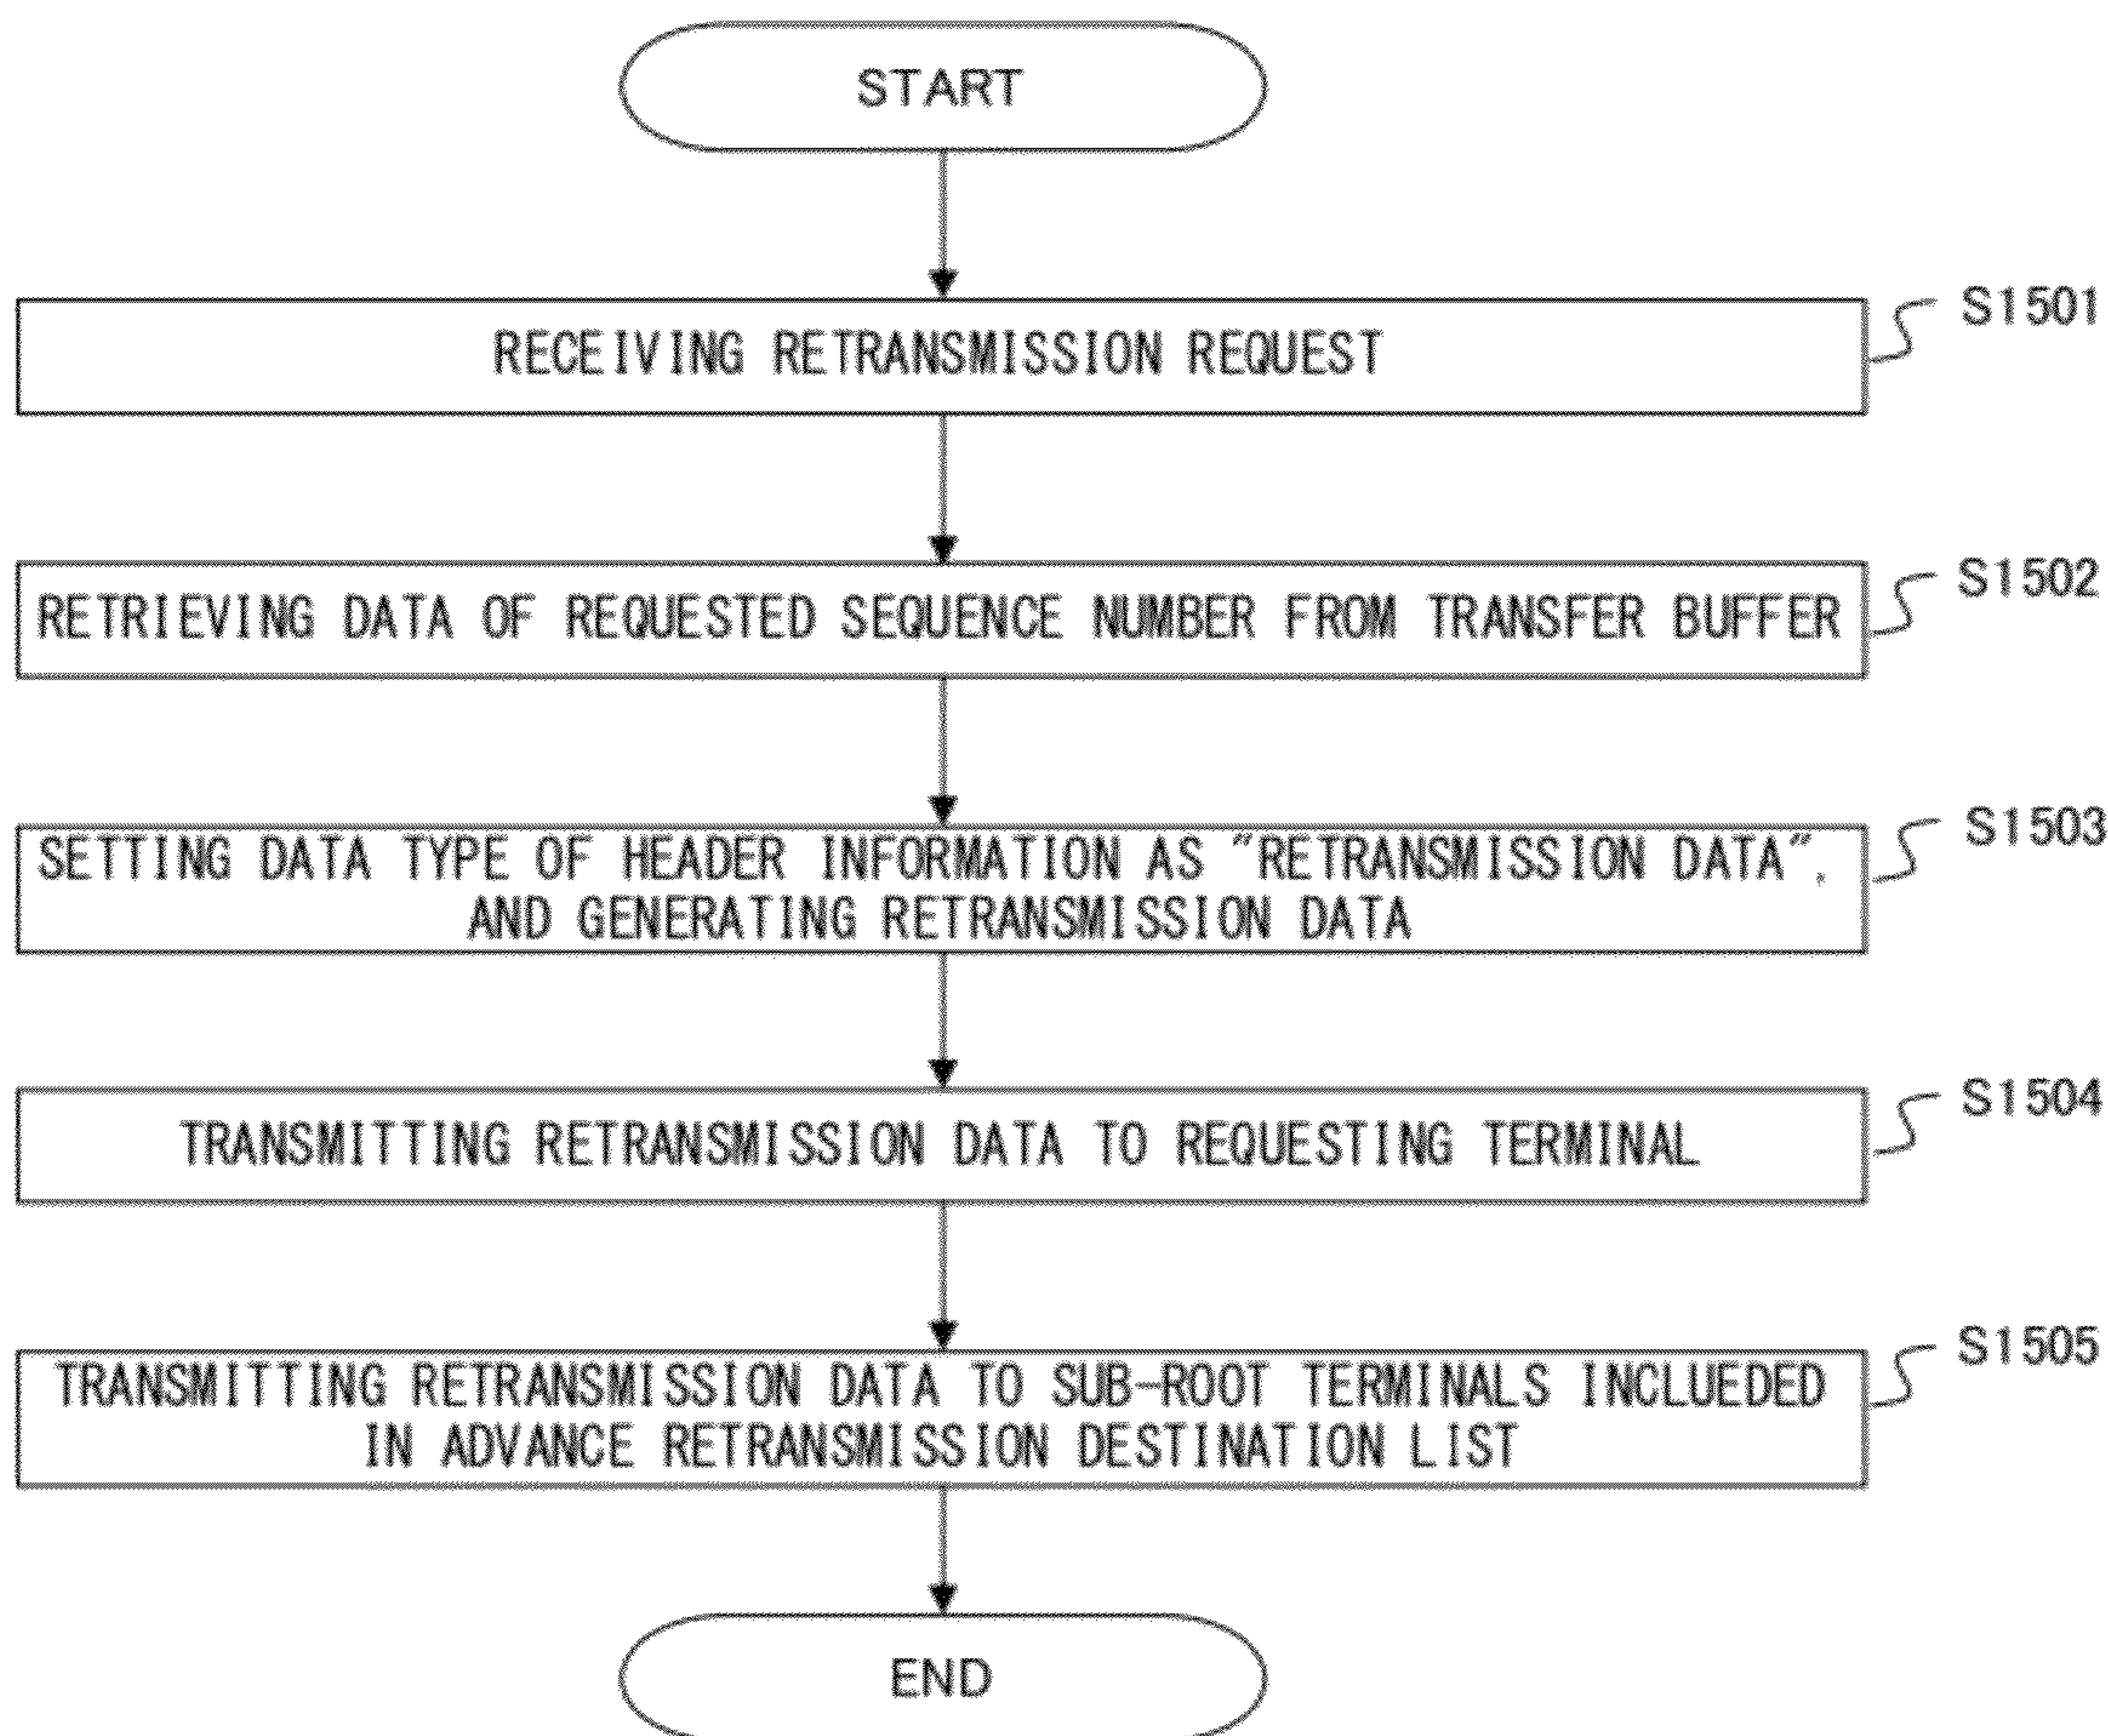 START
RECEIVING RETRANSMISSION REQUEST
S1501
RETRIEVING DATA OF REQUESTED SEQUENCE NUMBER FROM TRANSFER BUFFER
S1502
SETTING DATA TYPE OF HEADER INFORMATION AS "RETRANSMISSION DATA",
AND GENERATING RETRANSMISSION DATA
S1503
TRANSMITTING RETRANSMISSION DATA TO REQUESTING TERMINAL
S1504
TRANSMITTING RETRANSMISSION DATA TO SUB-ROOT TERMINALS INCLUEDED
IN ADVANCE RETRANSMISSION DESTINATION LIST
S1505
END